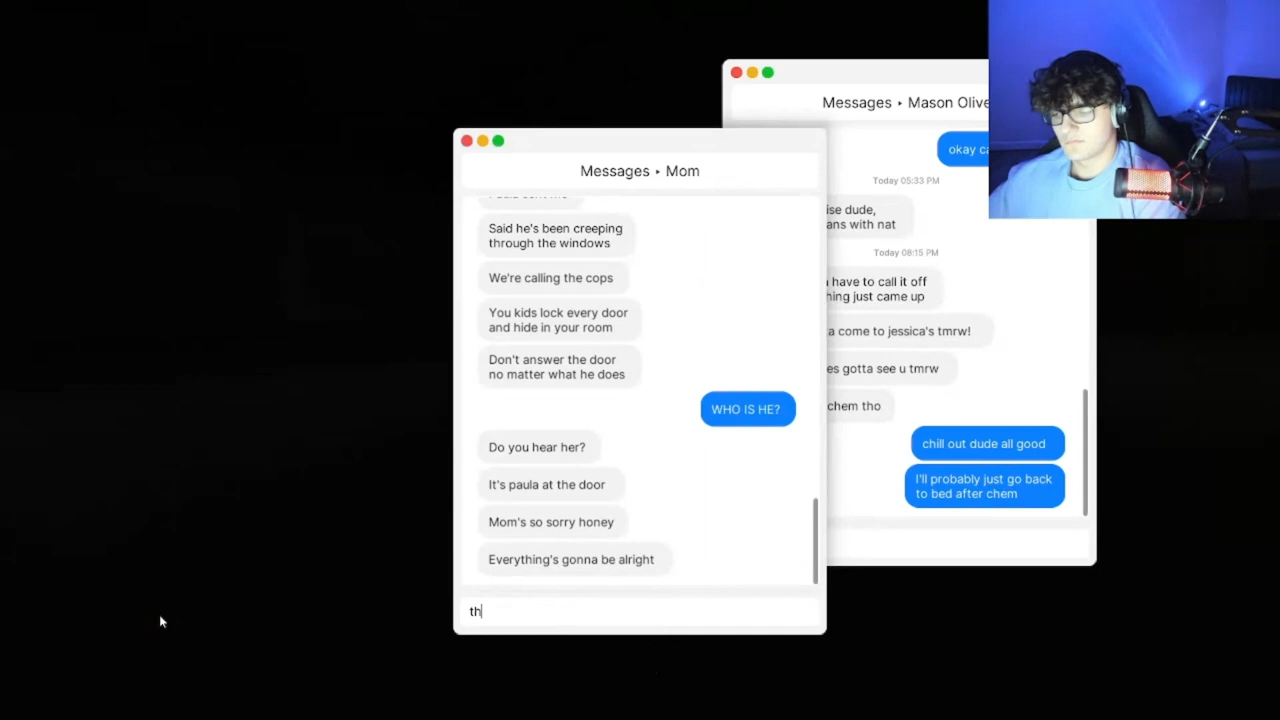 Messages ‣ Mason Olive
okay ca
Today 05:33 PM
ise dude,
ans with nat
Today 08:15 PM
have to call it off
hing just came up
a come to jessica's tmrw!
es gotta see u tmrw
chem tho
chill out dude all good
I'll probably just go back
to bed after chem
Messages ‣ Mom
Said he's been creeping
through the windows
We're calling the cops
You kids lock every door
and hide in your room
Don't answer the door
no matter what he does
WHO IS HE?
Do you hear her?
It's paula at the door
Mom's so sorry honey
Everything's gonna be alright
th